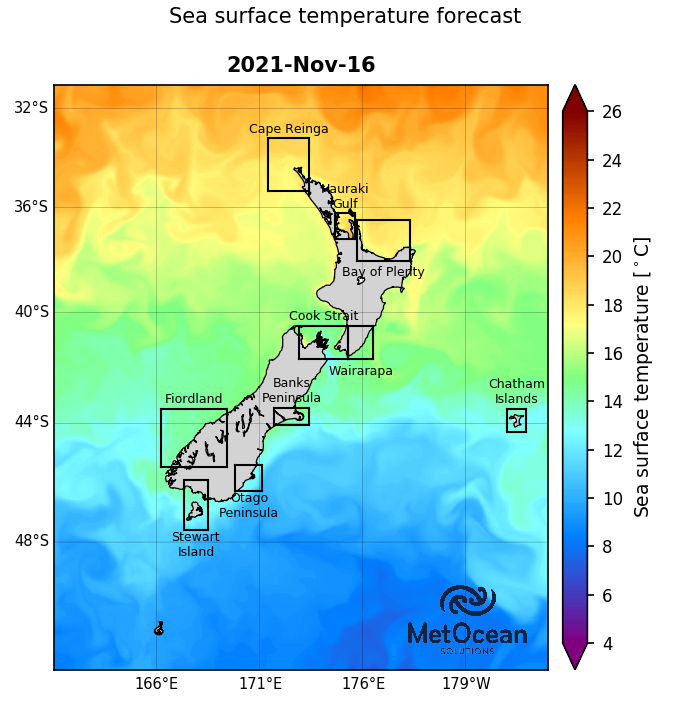 Sea surface temperature forecast
2021-Nov-16
32°S
36°S
40°S
44°S
48°S
166°E
171°E
176°E
179°W
Cape Reinga
Hauraki
Gulf
Bay of Plenty
Cook Strait
Wairarapa
Banks
Peninsula
Fiordland
Chatham
Islands
Otago
Peninsula
Stewart
Island
MetOcean
SOLUTIONS
26
24
22
20
18
16
14
12
10
8
6
4
Sea surface temperature [°C]